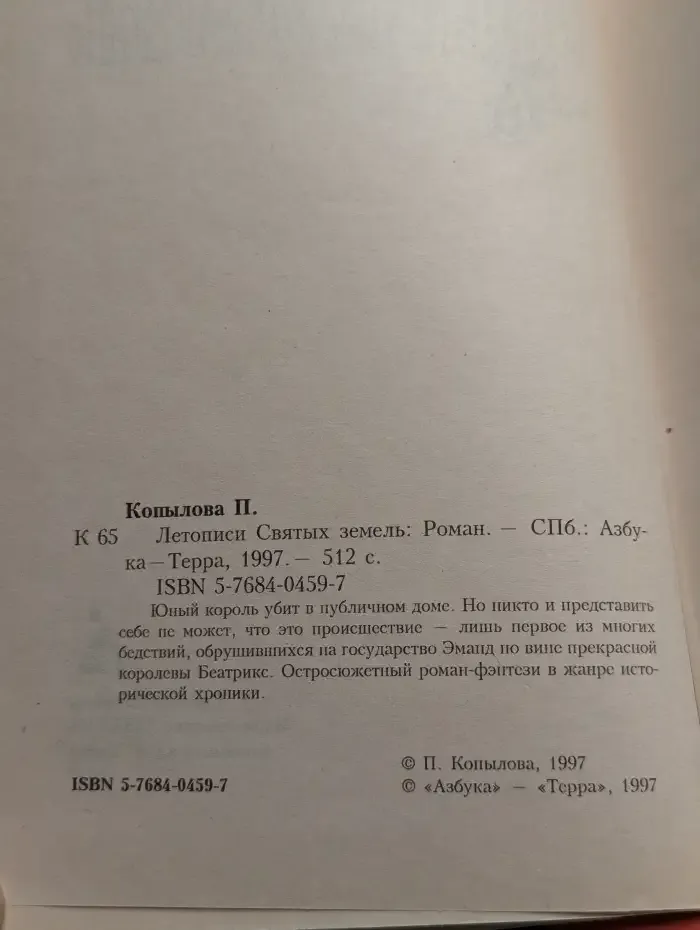 Копылова П.
К 65 Летописи Святых земель: Роман. — СПб.: Азбу-
ка — Терра, 1997. — 512 с.
ISBN 5-7684-0459-7
Юный король убит в публичном доме. Но никто и представить
себе не может, что это происшествие — лишь первое из многих
бедствий, обрушившихся на государство Эманд по вине прекрасной
королевы Беатрикс. Остросюжетный роман-фэнтези в жанре исто-
рической хроники.
© П. Копылова, 1997
ISBN 5-7684-0459-7 © «Азбука» — «Терра», 1997